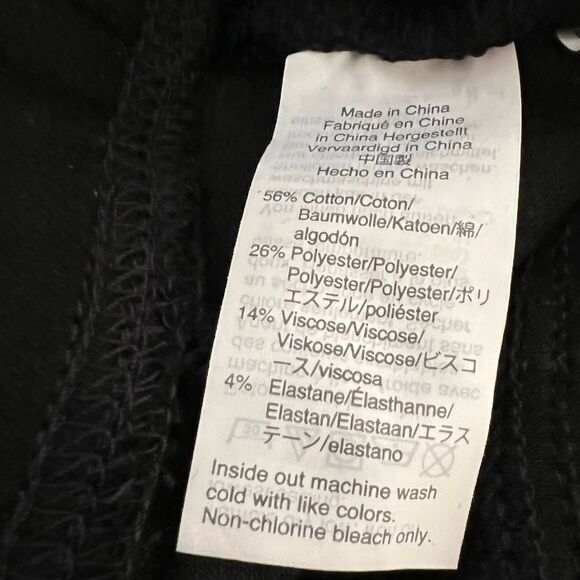 Made in China
Fabriqué en Chine
in China Hergestellt
Vervaardigd in China
中国製
Hecho en China
56% Cotton/Coton/
Baumwolle/Katoen/綿/
algodón
26% Polyester/Polyester/
Polyester/Polyester/ポリ
エステル/poliéster
14% Viscose/Viscose/
Viskose/Viscose/ビスコ
ース/viscosa
4% Elastane/Élasthanne/
Elastan/Elastaan/エラス
テーン/elastano
Inside out machine wash
cold with like colors.
Non-chlorine bleach only.